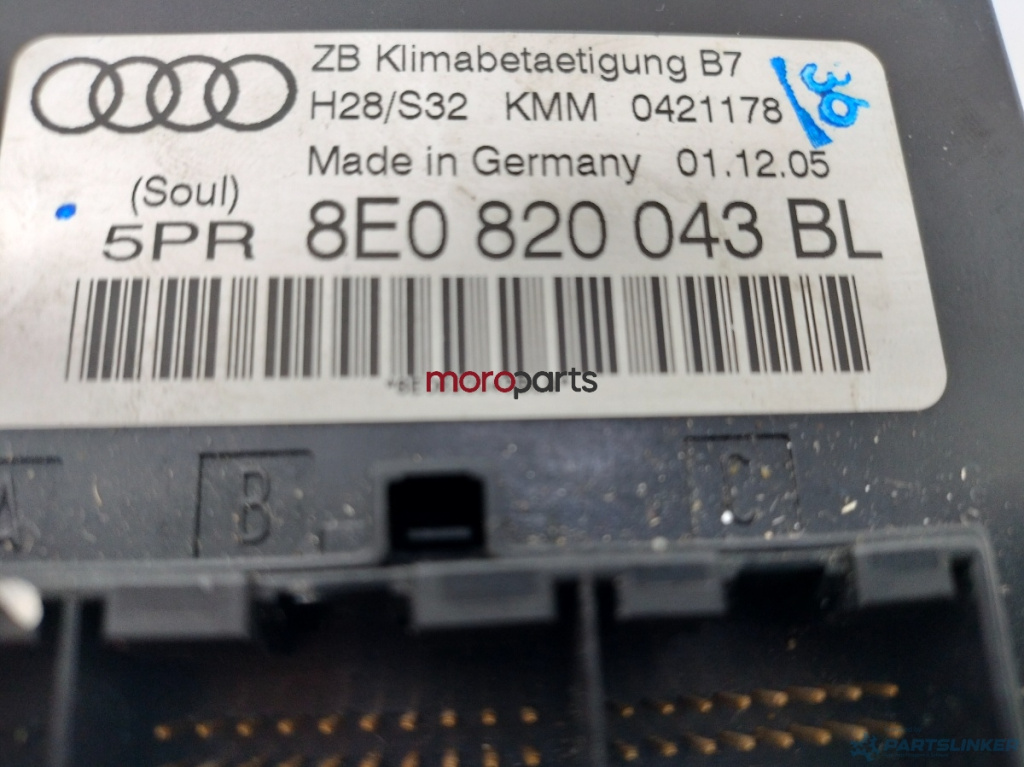 ZB Klimabetaetigung B7
H28/S32 KMM 0421178
36
Made in Germany 01.12.05
(Soul)
5PR 8E0 820 043 BL
moroparts
A
B
C
PARTSLINKER